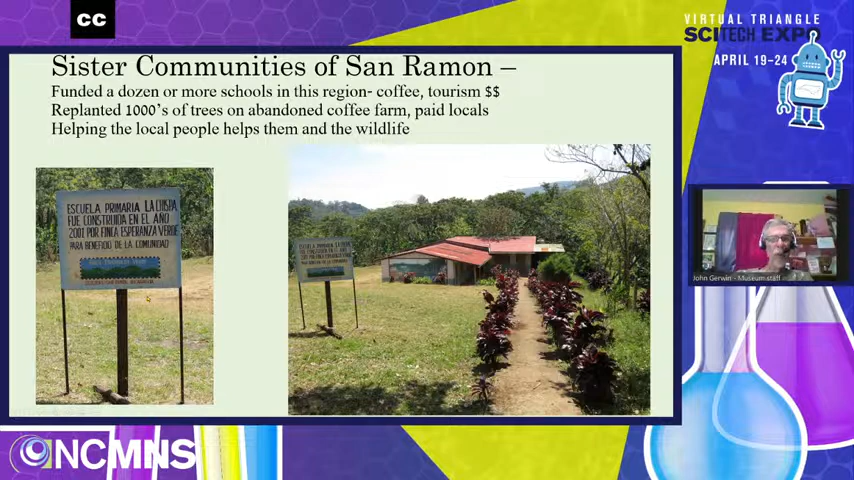 CC
VIRTUAL TRIANGLE
SCITECH EXPO
APRIL 19-24
Sister Communities of San Ramon –
Funded a dozen or more schools in this region- coffee, tourism $$
Replanted 1000's of trees on abandoned coffee farm, paid locals
Helping the local people helps them and the wildlife
ESCUELA PRIMARIA LA CHISPA
FUE CONSTRUIDA EN EL AÑO
2001 POR FINCA ESPERANZA VERDE
PARA BENEFICIO DE LA COMUNIDAD
John Gerwin - Museum staff
NCMNS